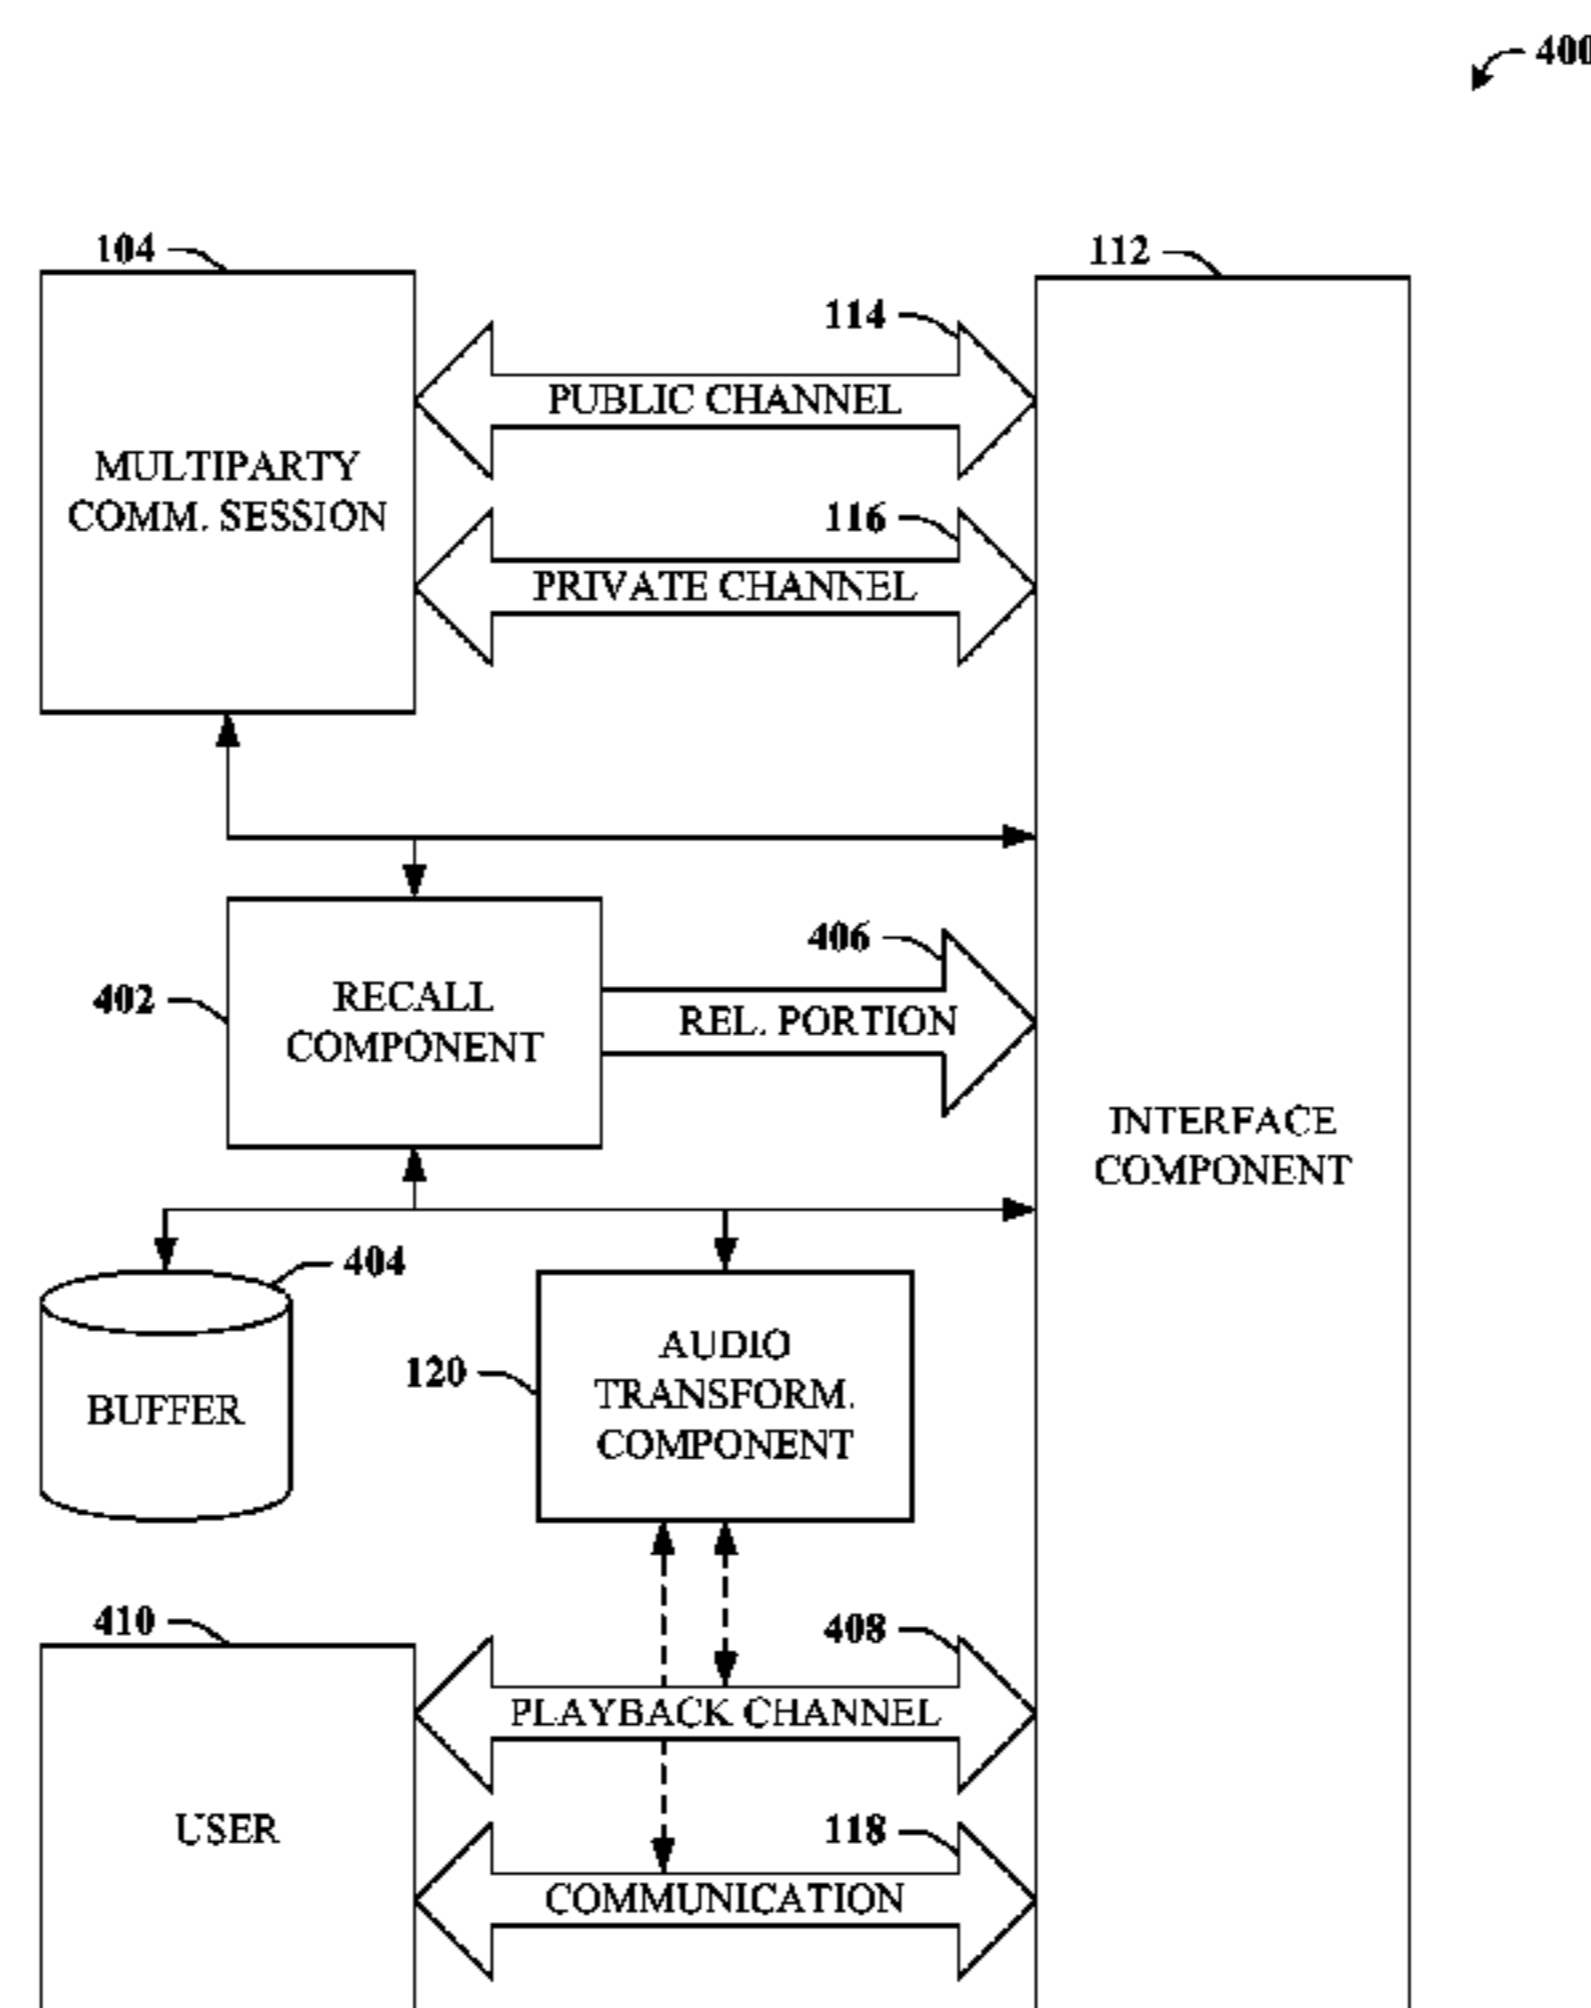 400
104
112
114
PUBLIC CHANNEL
MULTIPARTY
COMM. SESSION
116
PRIVATE CHANNEL
406
402
RECALL
COMPONENT
REL. PORTION
INTERFACE
COMPONENT
404
BUFFER
120
AUDIO
TRANSFORM.
COMPONENT
410
408
PLAYBACK CHANNEL
USER
118
COMMUNICATION